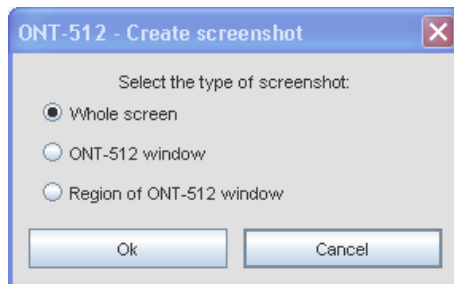 ONT-512 - Create screenshot
Select the type of screenshot:
Whole screen
ONT-512 window
Region of ONT-512 window
Ok Cancel